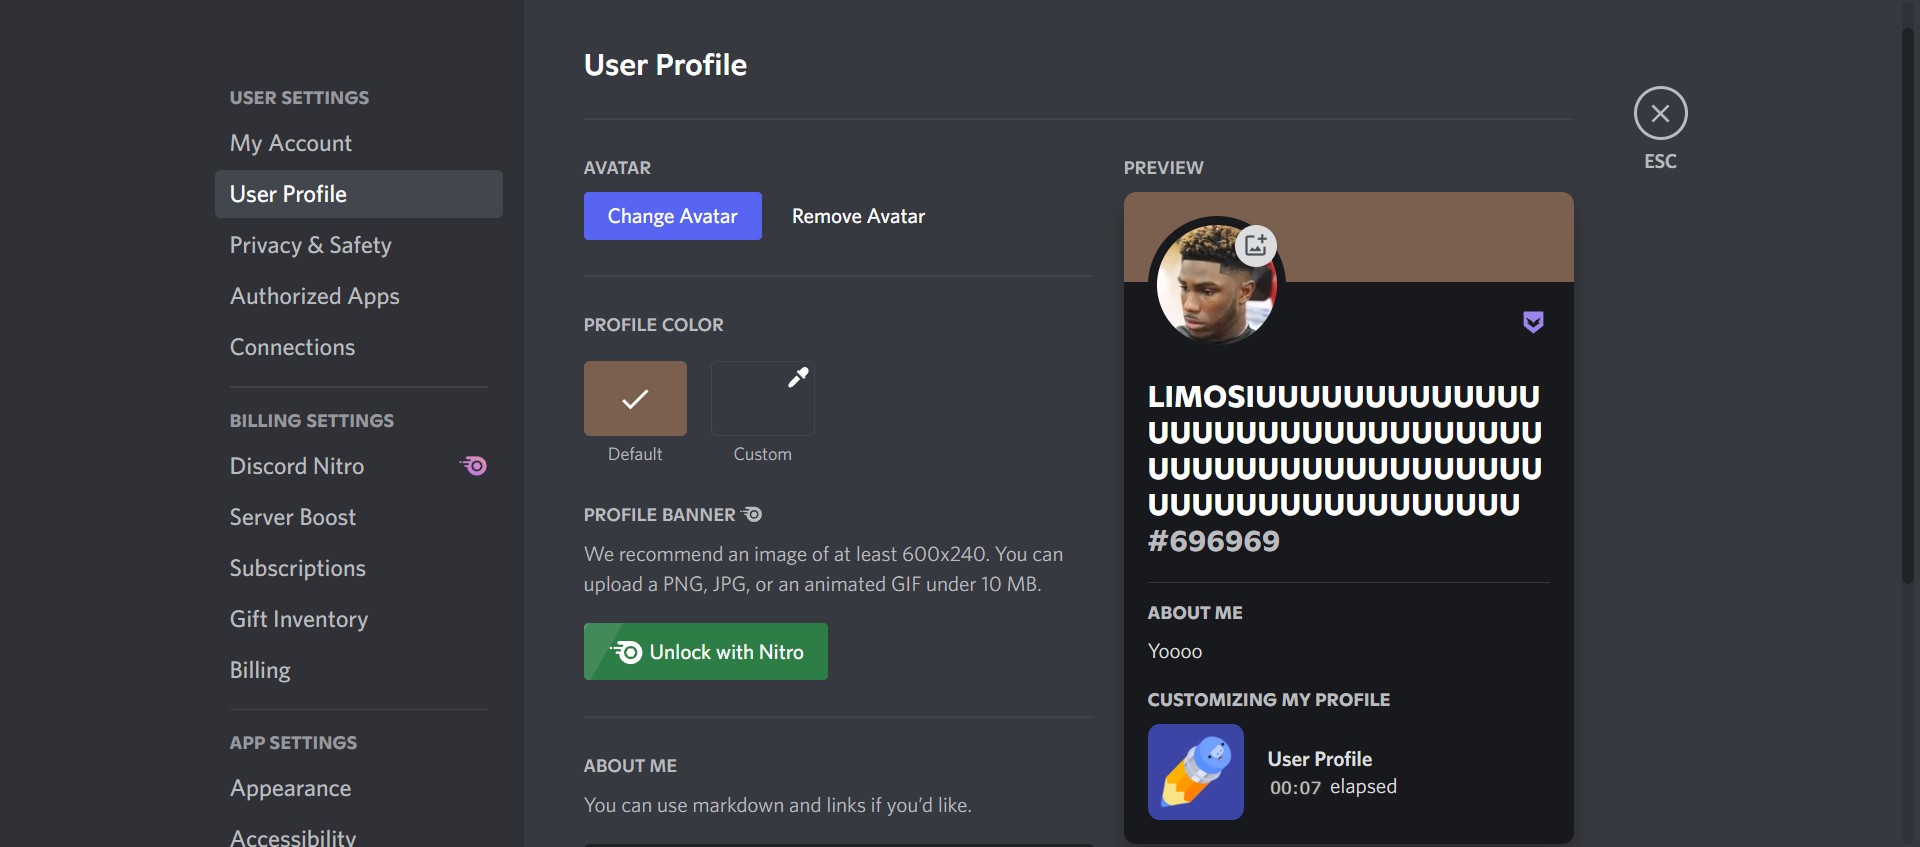 USER SETTINGS
My Account
User Profile
Privacy & Safety
Authorized Apps
Connections
BILLING SETTINGS
Discord Nitro
Server Boost
Subscriptions
Gift Inventory
Billing
APP SETTINGS
Appearance
Accessibility
User Profile
AVATAR
Change Avatar
Remove Avatar
PROFILE COLOR
Default
Custom
PROFILE BANNER
We recommend an image of at least 600x240. You can
upload a PNG, JPG, or an animated GIF under 10 MB.
Unlock with Nitro
ABOUT ME
You can use markdown and links if you’d like.
PREVIEW
LIMOSIUUUUUUUUUUUUU
UUUUUUUUUUUUUUUUUU
UUUUUUUUUUUUUUUUUU
UUUUUUUUUUUUUUUUU
#696969
ABOUT ME
Yoooo
CUSTOMIZING MY PROFILE
User Profile
00:07 elapsed
ESC